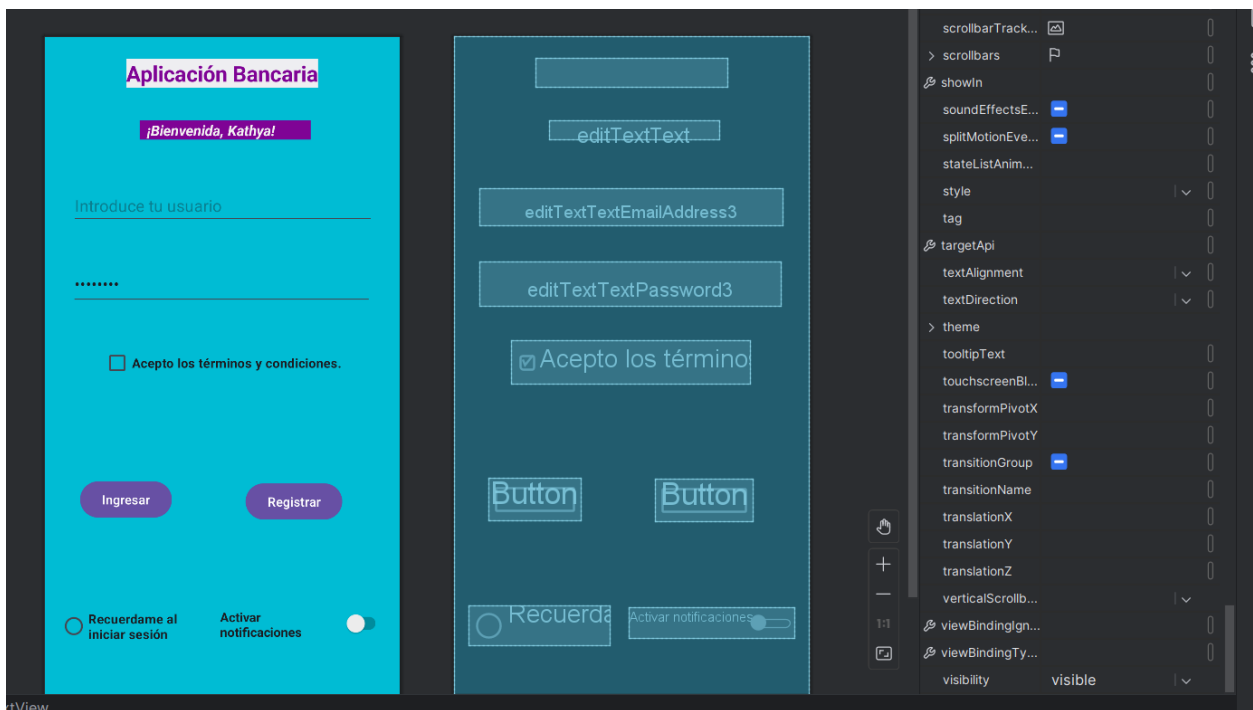 Aplicación Bancaria
¡Bienvenida, Kathya!
Introduce tu usuario
........
Acepto los términos y condiciones.
Ingresar
Registrar
Recuerdame al
iniciar sesión
Activar
notificaciones
editTextText
editTextTextEmailAddress3
editTextTextPassword3
Acepto los término
Button
Button
Recuerda
Activar notificaciones
1:1
scrollbarTrack...
scrollbars
showIn
soundEffectsE...
splitMotionEve...
stateListAnim...
style
tag
targetApi
textAlignment
textDirection
theme
tooltipText
touchscreenBl...
transformPivotX
transformPivotY
transitionGroup
transitionName
translationX
translationY
translationZ
verticalScrollb...
viewBindingIgn...
viewBindingTy...
visibility visible